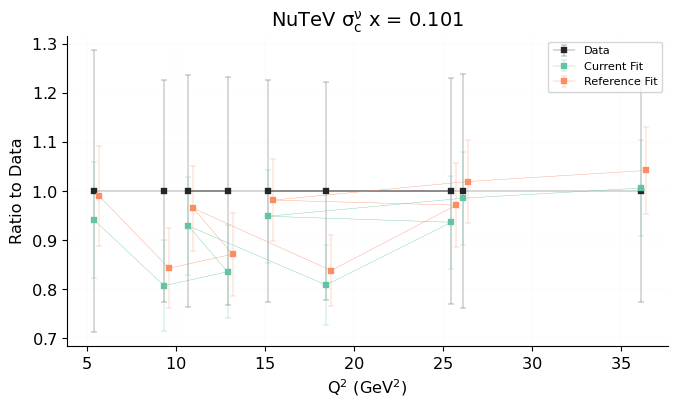 NuTeV σ_c^ν x = 0.101
Ratio to Data
1.3
1.2
1.1
1.0
0.9
0.8
0.7
Data
Current Fit
Reference Fit
5 10 15 20 25 30 35
Q² (GeV²)